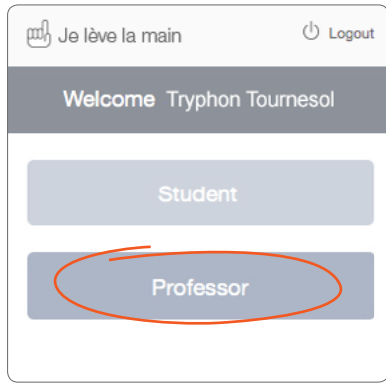 Je lève la main
Logout
Welcome Tryphon Tournesol
Student
Professor